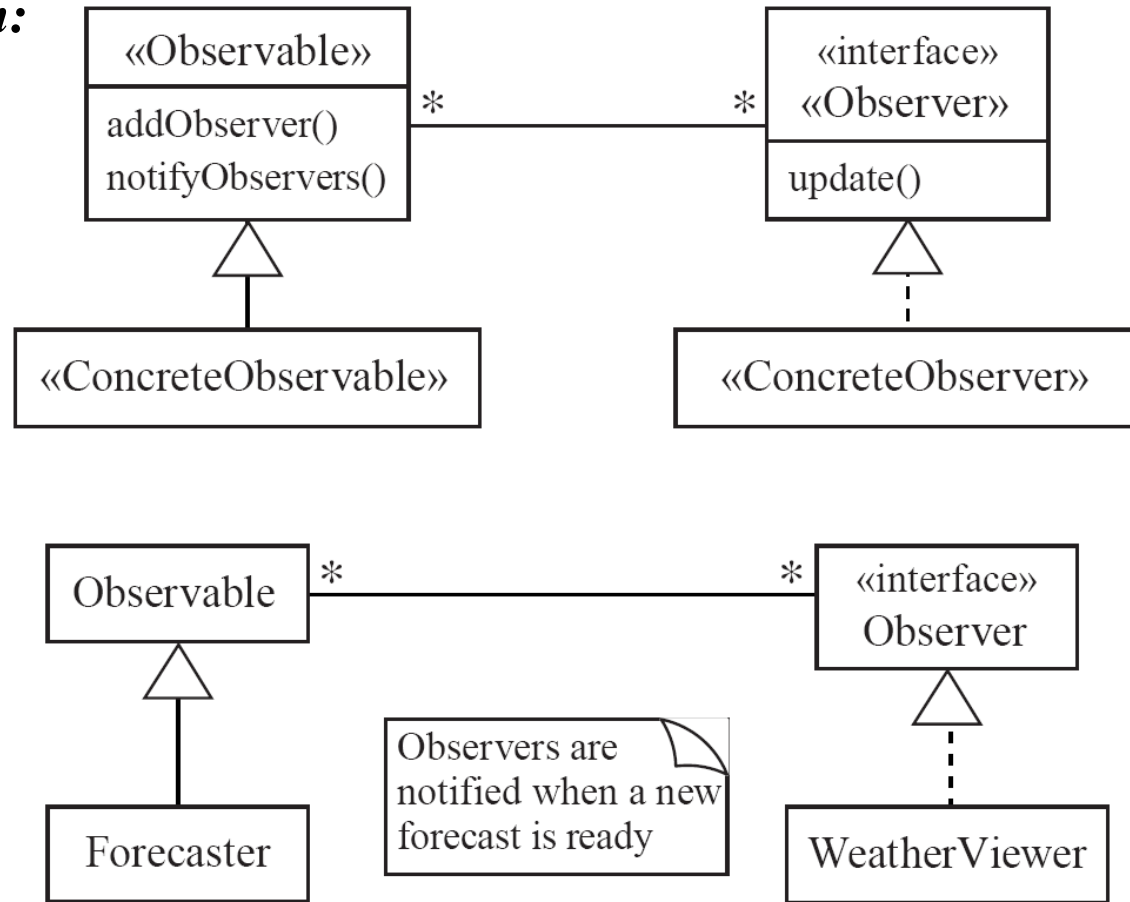 n:
«Observable»
addObserver()
notifyObservers()
*
*
«interface»
«Observer»
update()
«ConcreteObservable»
«ConcreteObserver»
Observable
*
*
«interface»
Observer
Observers are
notified when a new
forecast is ready
Forecaster
WeatherViewer